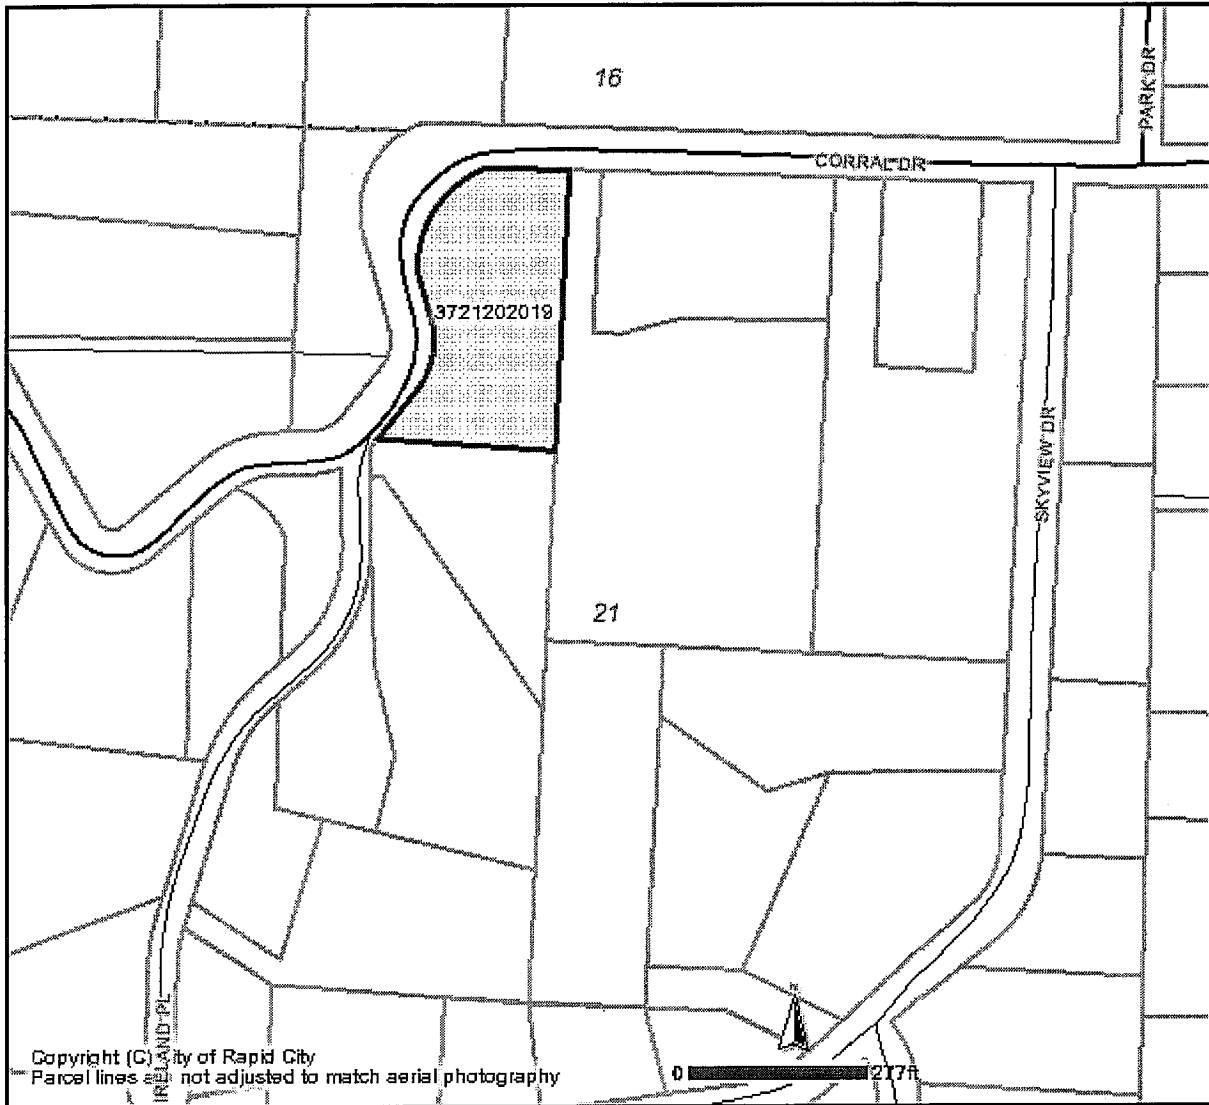 16
PARK DR
CORRAL DR
3721202019
SKYVIEW DR
21
N
IRELAND PL
Copyright (C) City of Rapid City
Parcel lines are not adjusted to match aerial photography
0 277ft